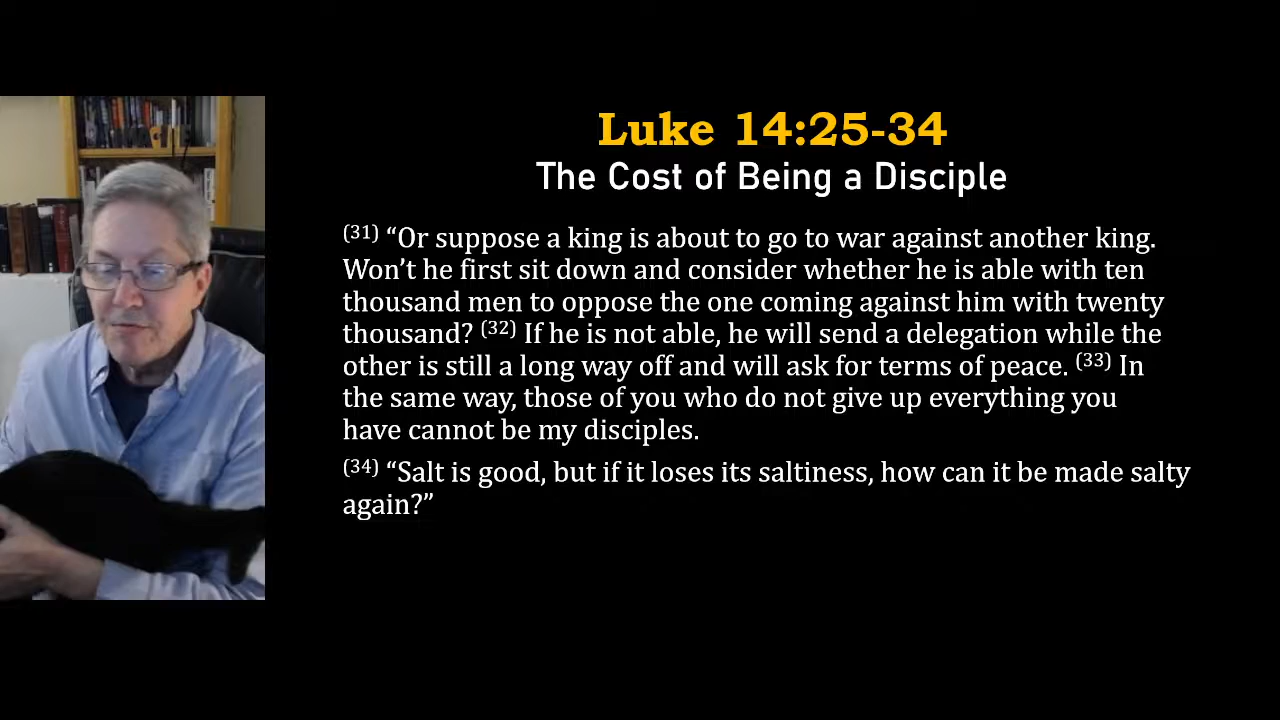 Luke 14:25-34
The Cost of Being a Disciple
(31) “Or suppose a king is about to go to war against another king.
Won’t he first sit down and consider whether he is able with ten
thousand men to oppose the one coming against him with twenty
thousand? (32) If he is not able, he will send a delegation while the
other is still a long way off and will ask for terms of peace. (33) In
the same way, those of you who do not give up everything you
have cannot be my disciples.
(34) “Salt is good, but if it loses its saltiness, how can it be made salty
again?”